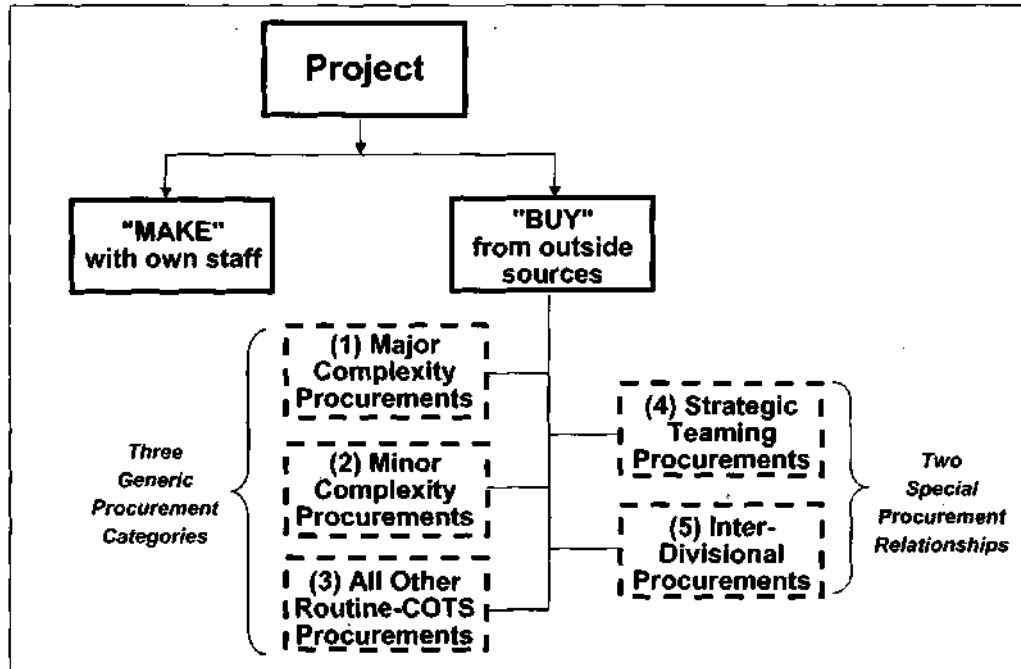 Project
"MAKE"
with own staff
"BUY"
from outside
sources
Three
Generic
Procurement
Categories
(1) Major
Complexity
Procurements
(2) Minor
Complexity
Procurements
(3) All Other
Routine-COTS
Procurements
(4) Strategic
Teaming
Procurements
(5) Inter-
Divisional
Procurements
Two
Special
Procurement
Relationships